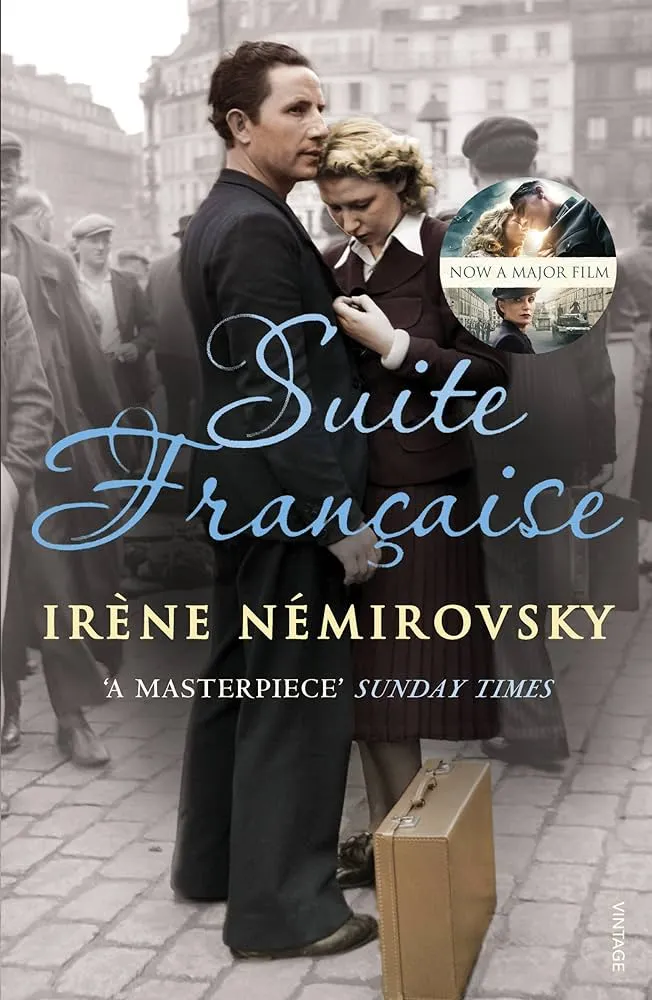 NOW A MAJOR FILM
Suite
Française
IRÈNE NÉMIROVSKY
‘A MASTERPIECE’ SUNDAY TIMES
VINTAGE